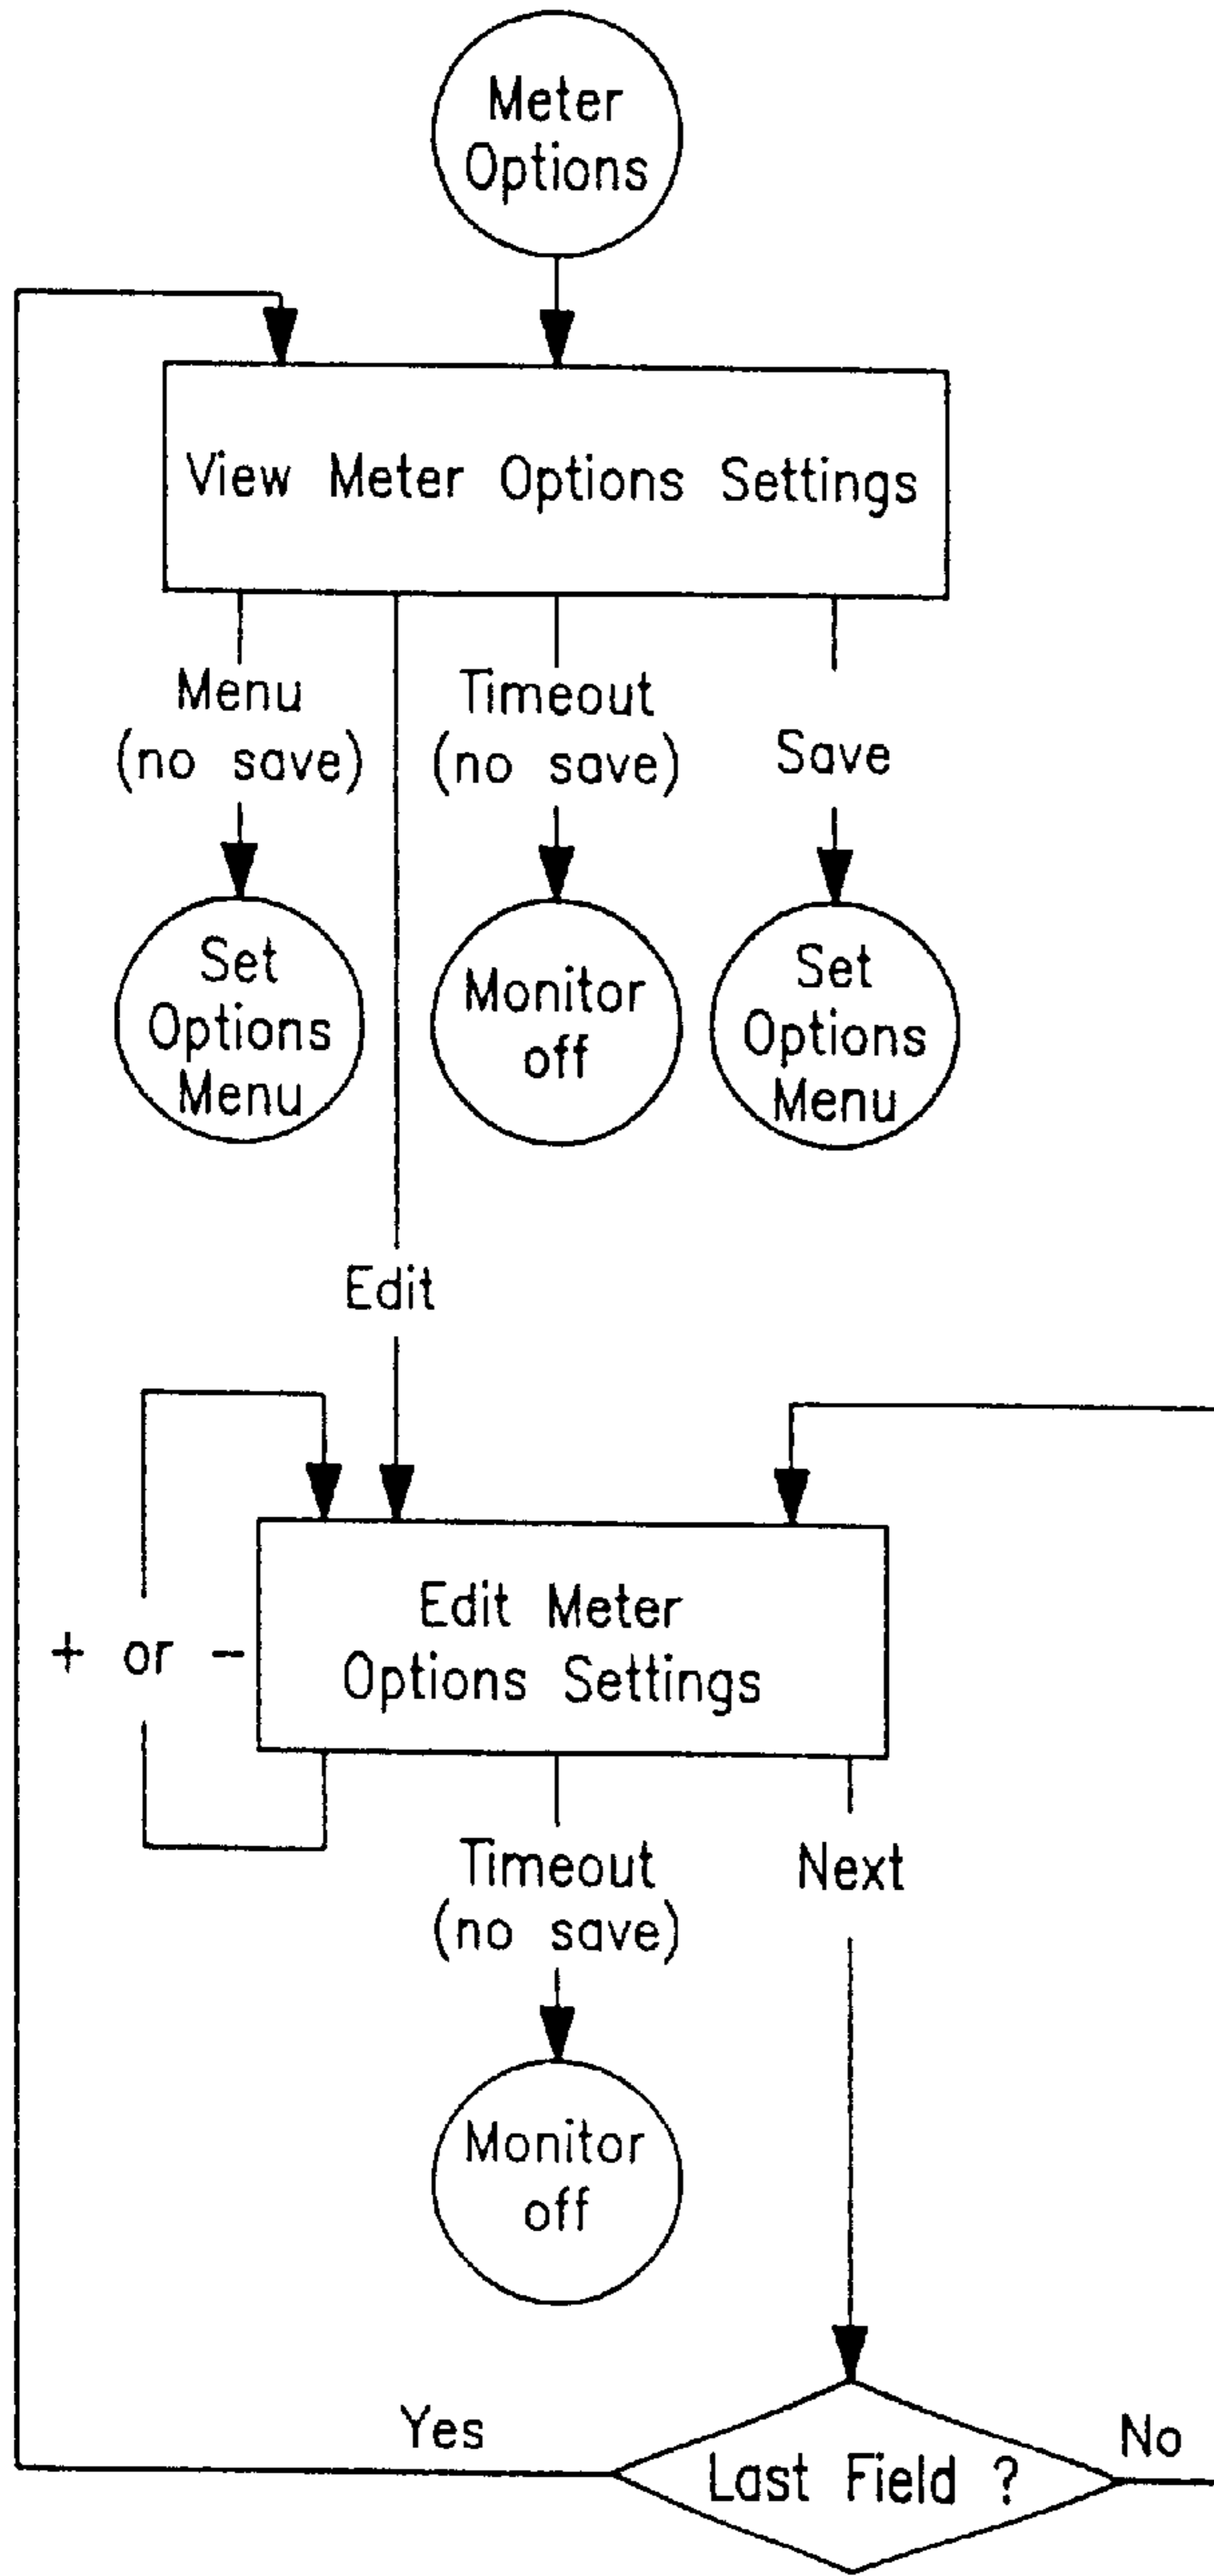 Meter
Options
View Meter Options Settings
Menu
(no save)
Timeout
(no save)
Save
Set
Options
Menu
Monitor
off
Set
Options
Menu
Edit
+ or -
Edit Meter
Options Settings
Timeout
(no save)
Next
Monitor
off
Yes
Last Field ?
No